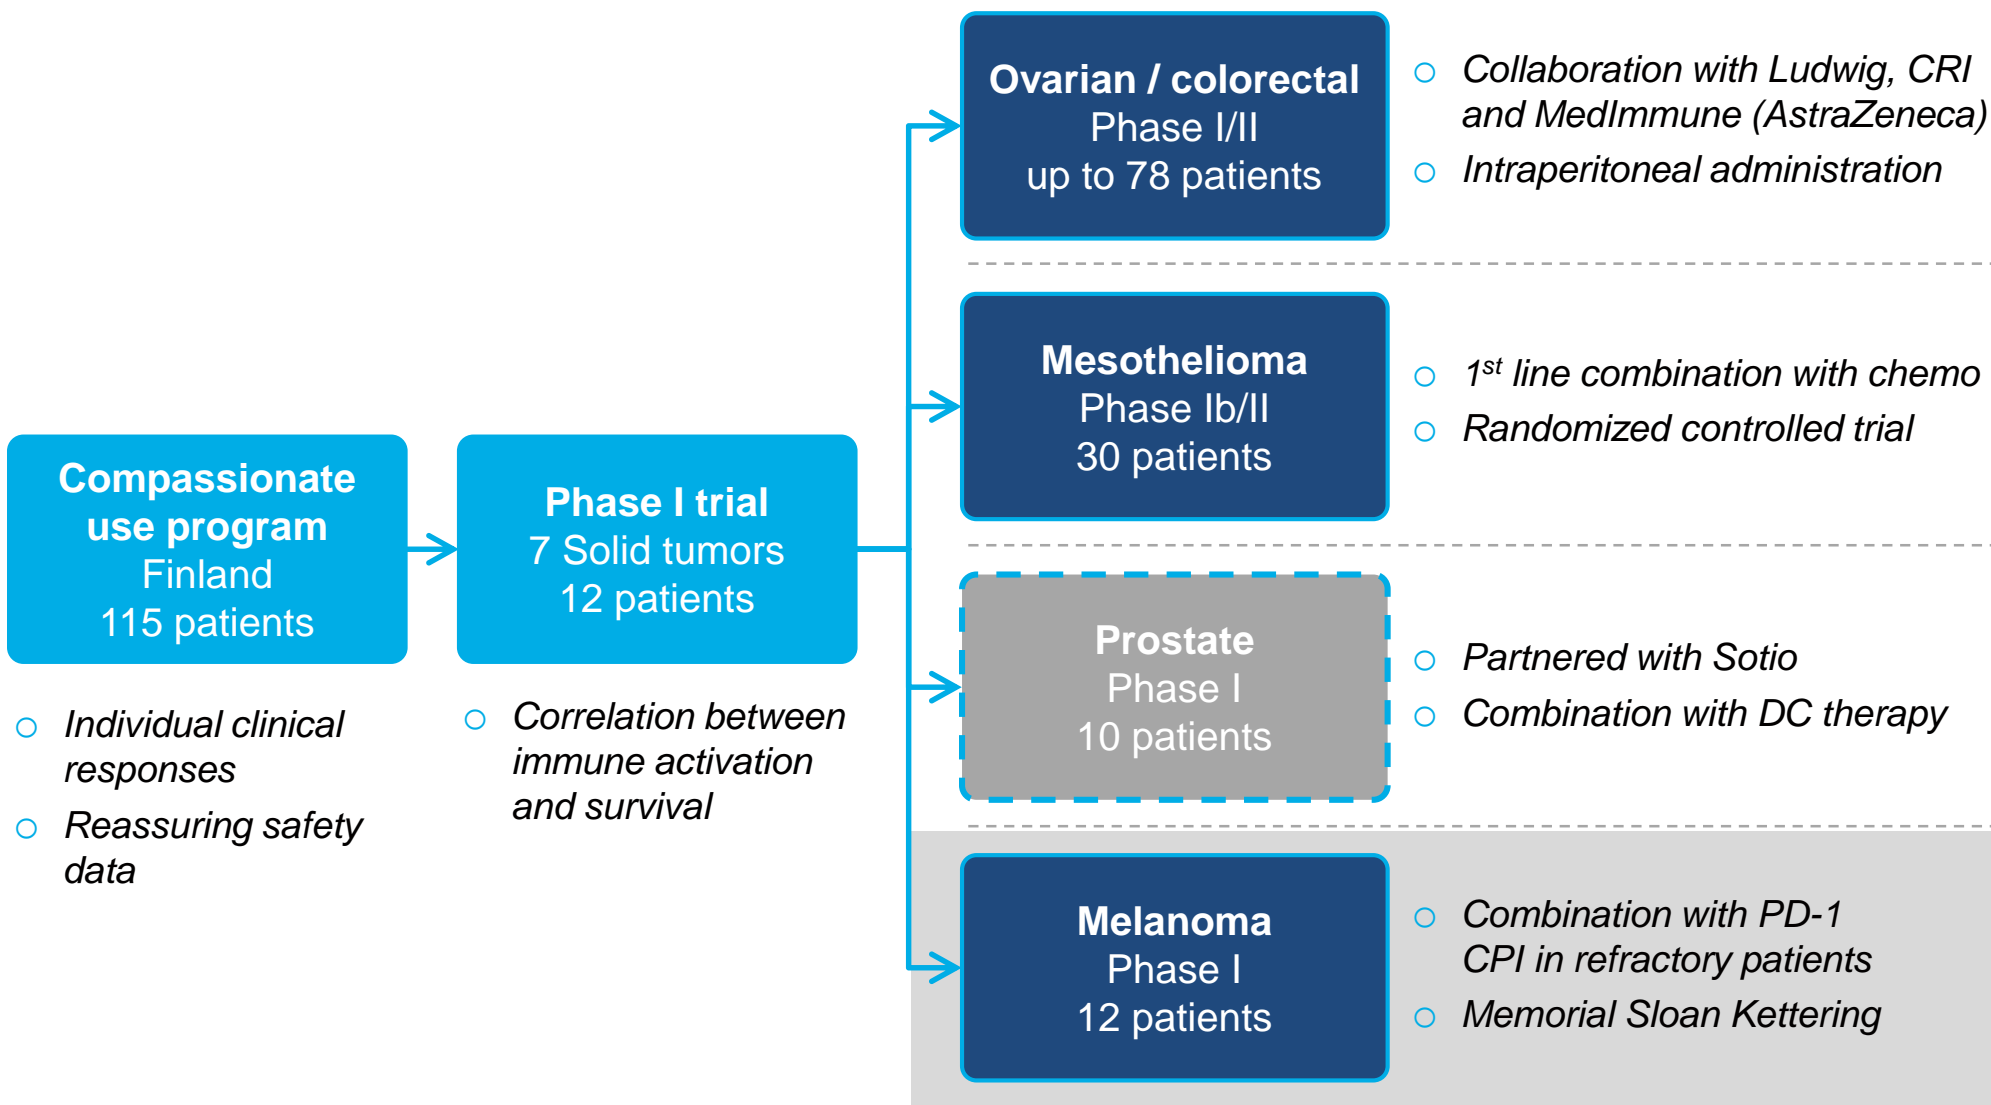 Compassionate
use program
Finland
115 patients
Individual clinical
responses
Reassuring safety
data
Phase I trial
7 Solid tumors
12 patients
Correlation between
immune activation
and survival
Ovarian / colorectal
Phase I/II
up to 78 patients
Collaboration with Ludwig, CRI
and MedImmune (AstraZeneca)
Intraperitoneal administration
Mesothelioma
Phase Ib/II
30 patients
1st line combination with chemo
Randomized controlled trial
Prostate
Phase I
10 patients
Partnered with Sotio
Combination with DC therapy
Melanoma
Phase I
12 patients
Combination with PD-1
CPI in refractory patients
Memorial Sloan Kettering